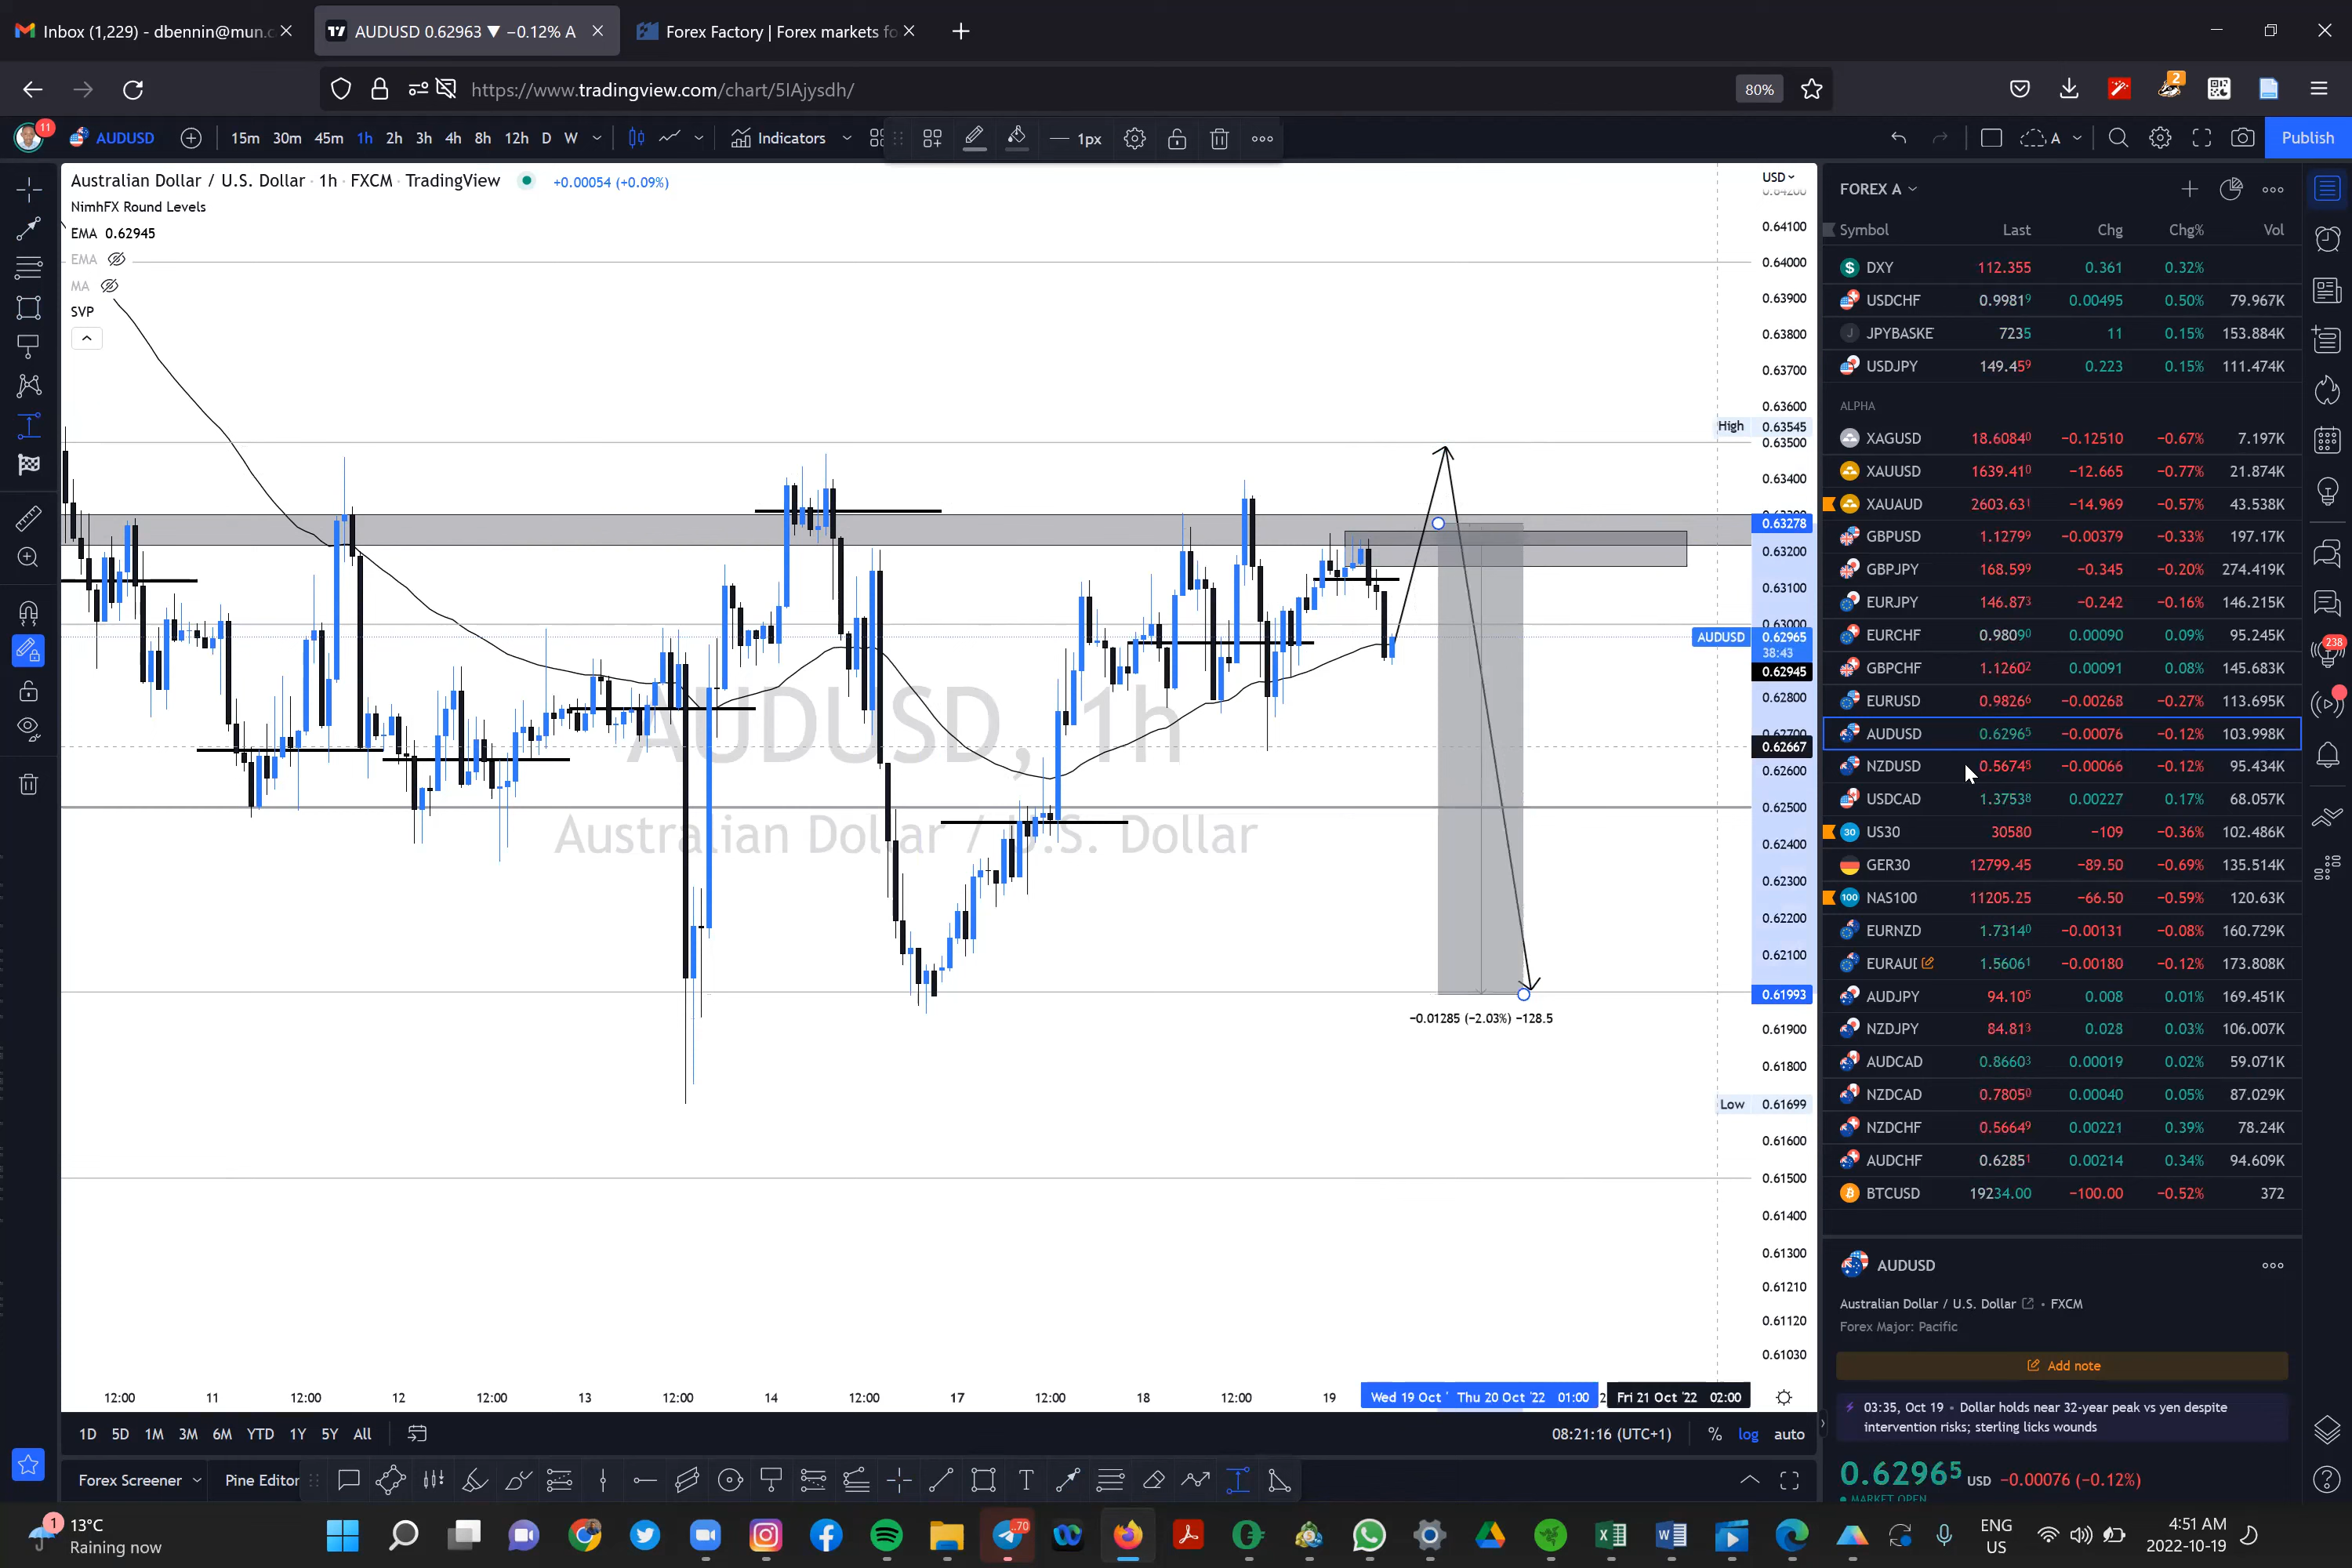 Inbox (1,229) - dbennin@mun.c
AUDUSD 0.62963 ▼ −0.12% A
Forex Factory | Forex markets fo
https://www.tradingview.com/chart/5IAjysdh/
80%
2
11
AUDUSD
15m 30m 45m 1h 2h 3h 4h 8h 12h D W
Indicators
1px
A
Publish
Australian Dollar / U.S. Dollar · 1h · FXCM · TradingView
+0.00054 (+0.09%)
NimhFX Round Levels
EMA 0.62945
EMA
MA
SVP
USD
0.64200
0.64100
0.64000
0.63900
0.63800
0.63700
0.63600
High 0.63545
0.63500
0.63400
0.63278
0.63200
0.63100
0.63000
AUDUSD 0.62965
38:43
0.62945
0.62800
0.62700
0.62667
0.62600
0.62500
0.62400
0.62300
0.62200
0.62100
0.61993
0.61900
0.61800
Low 0.61699
0.61600
0.61500
0.61400
0.61300
0.61210
0.61120
0.61030
AUDUSD, 1h
Australian Dollar / U.S. Dollar
−0.01285 (−2.03%) −128.5
12:00 11 12:00 12 12:00 13 12:00 14 12:00 17 12:00 18 12:00 19 Wed 19 Oct ' Thu 20 Oct '22 01:00 2 Fri 21 Oct '22 02:00
1D 5D 1M 3M 6M YTD 1Y 5Y All
08:21:16 (UTC+1) % log auto
Forex Screener
Pine Editor
FOREX A
Symbol Last Chg Chg% Vol
DXY 112.355 0.361 0.32%
USDCHF 0.99819 0.00495 0.50% 79.967K
JPYBASKE 7235 11 0.15% 153.884K
USDJPY 149.459 0.223 0.15% 111.474K
ALPHA
XAGUSD 18.60840 −0.12510 −0.67% 7.197K
XAUUSD 1639.410 −12.665 −0.77% 21.874K
XAUAUD 2603.631 −14.969 −0.57% 43.538K
GBPUSD 1.12799 −0.00379 −0.33% 197.17K
GBPJPY 168.599 −0.345 −0.20% 274.419K
EURJPY 146.873 −0.242 −0.16% 146.215K
EURCHF 0.98090 0.00090 0.09% 95.245K
GBPCHF 1.12602 0.00091 0.08% 145.683K
EURUSD 0.98266 −0.00268 −0.27% 113.695K
AUDUSD 0.62965 −0.00076 −0.12% 103.998K
NZDUSD 0.56745 −0.00066 −0.12% 95.434K
USDCAD 1.37538 0.00227 0.17% 68.057K
US30 30580 −109 −0.36% 102.486K
GER30 12799.45 −89.50 −0.69% 135.514K
NAS100 11205.25 −66.50 −0.59% 120.63K
EURNZD 1.73140 −0.00131 −0.08% 160.729K
EURAUD 1.56061 −0.00180 −0.12% 173.808K
AUDJPY 94.105 0.008 0.01% 169.451K
NZDJPY 84.813 0.028 0.03% 106.007K
AUDCAD 0.86603 0.00019 0.02% 59.071K
NZDCAD 0.78050 0.00040 0.05% 87.029K
NZDCHF 0.56649 0.00221 0.39% 78.24K
AUDCHF 0.62851 0.00214 0.34% 94.609K
BTCUSD 19234.00 −100.00 −0.52% 372
AUDUSD
Australian Dollar / U.S. Dollar • FXCM
Forex Major: Pacific
Add note
03:35, Oct 19 • Dollar holds near 32-year peak vs yen despite
intervention risks; sterling licks wounds
0.62965 USD −0.00076 (−0.12%)
MARKET OPEN
238
1
13°C
Raining now
70
ENG
US
4:51 AM
2022-10-19